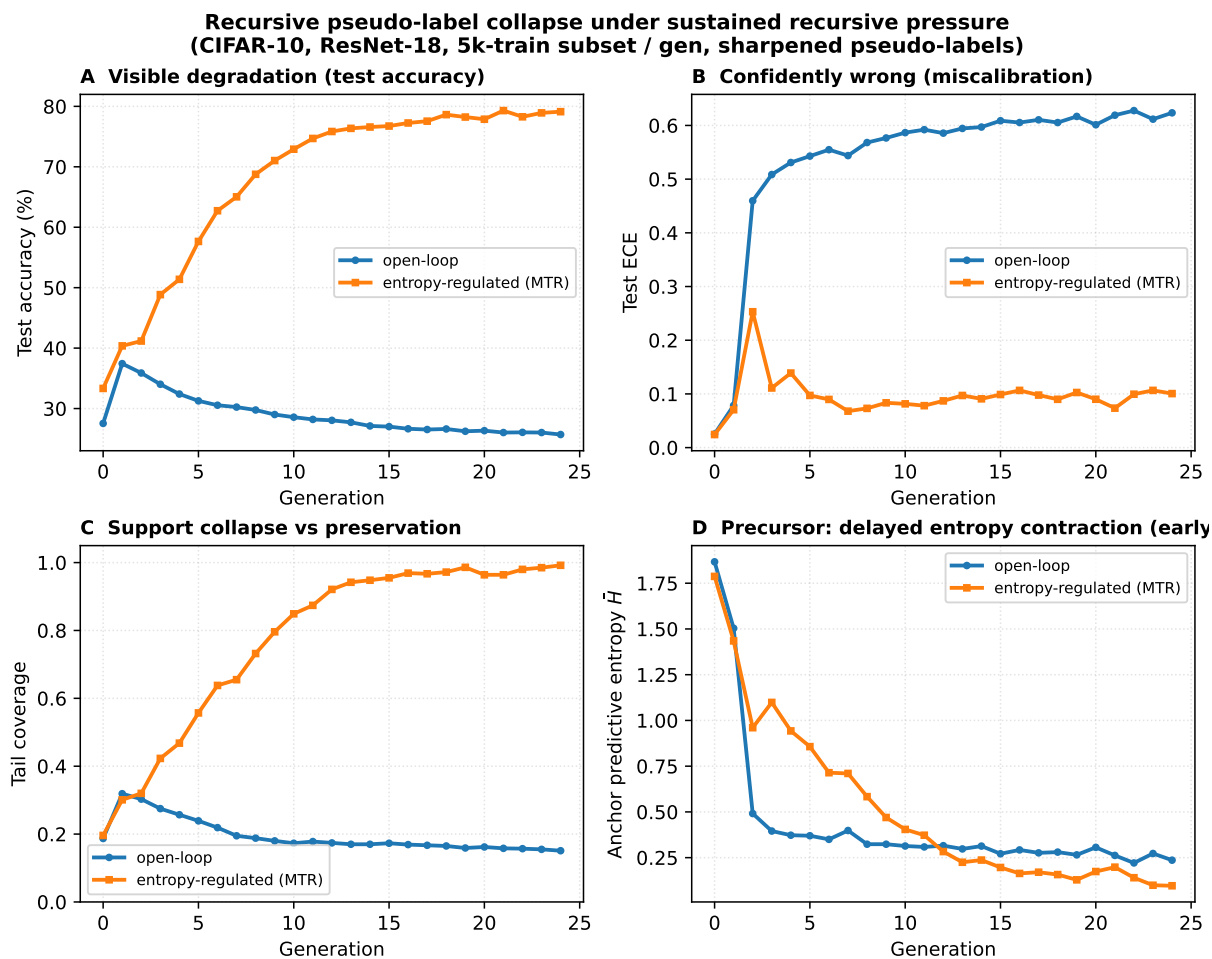 Recursive pseudo-label collapse under sustained recursive pressure
(CIFAR-10, ResNet-18, 5k-train subset / gen, sharpened pseudo-labels)
A Visible degradation (test accuracy)
80
70
60
50
40
30
Test accuracy (%)
open-loop
entropy-regulated (MTR)
0 5 10 15 20 25
Generation
B Confidently wrong (miscalibration)
0.6
0.5
0.4
0.3
0.2
0.1
0.0
Test ECE
open-loop
entropy-regulated (MTR)
0 5 10 15 20 25
Generation
C Support collapse vs preservation
1.0
0.8
0.6
0.4
0.2
0.0
Tail coverage
open-loop
entropy-regulated (MTR)
0 5 10 15 20 25
Generation
D Precursor: delayed entropy contraction (early
1.75
1.50
1.25
1.00
0.75
0.50
0.25
Anchor predictive entropy H̄
open-loop
entropy-regulated (MTR)
0 5 10 15 20 25
Generation